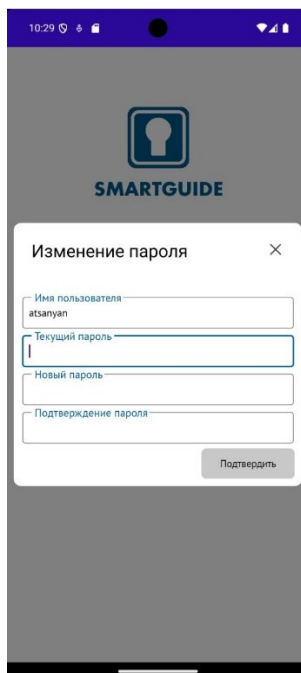 10:29
SMARTGUIDE
Изменение пароля
Имя пользователя
atsanyan
Текущий пароль
Новый пароль
Подтверждение пароля
Подтвердить